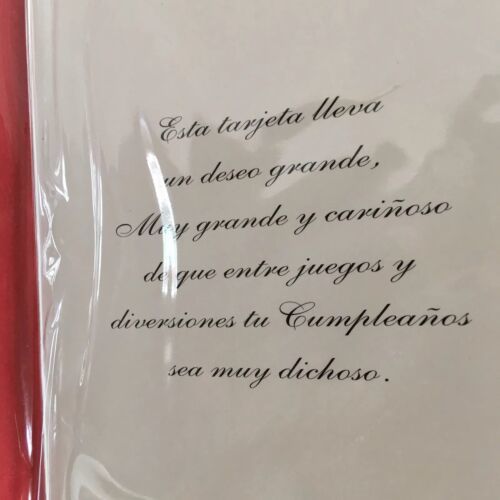 Esta tarjeta lleva
un deseo grande,
Muy grande y cariñoso
de que entre juegos y
diversiones tu Cumpleaños
sea muy dichoso.